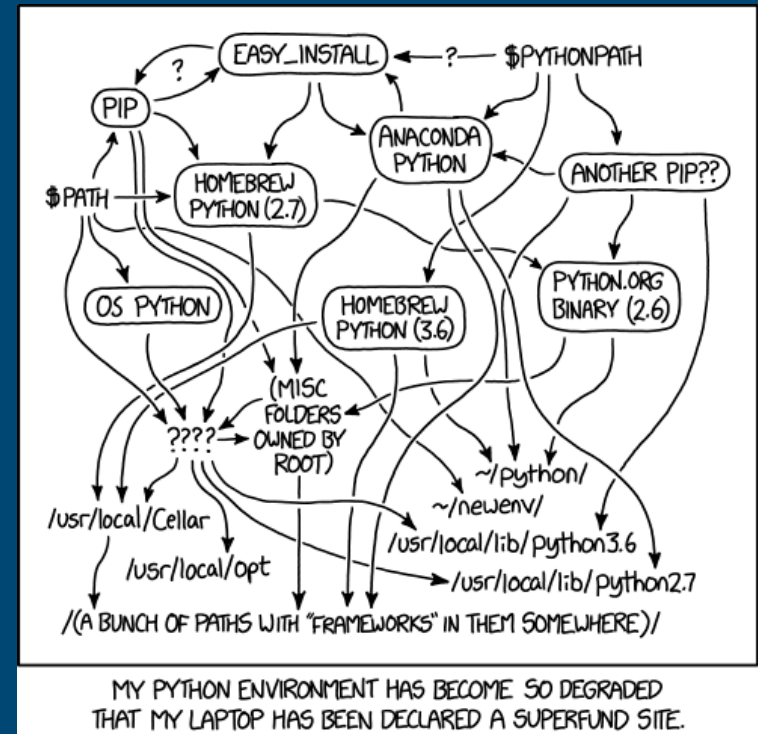 EASY_INSTALL
$PYTHONPATH
?
?
PIP
ANACONDA
PYTHON
ANOTHER PIP??
$PATH
HOMEBREW
PYTHON (2.7)
OS PYTHON
HOMEBREW
PYTHON (3.6)
PYTHON.ORG
BINARY (2.6)
(MISC
FOLDERS
OWNED BY
ROOT)
????
~/python/
~/newenv/
/usr/local/Cellar
/usr/local/opt
/usr/local/lib/python3.6
/usr/local/lib/python2.7
/(A BUNCH OF PATHS WITH "FRAMEWORKS" IN THEM SOMEWHERE)/
MY PYTHON ENVIRONMENT HAS BECOME SO DEGRADED
THAT MY LAPTOP HAS BEEN DECLARED A SUPERFUND SITE.